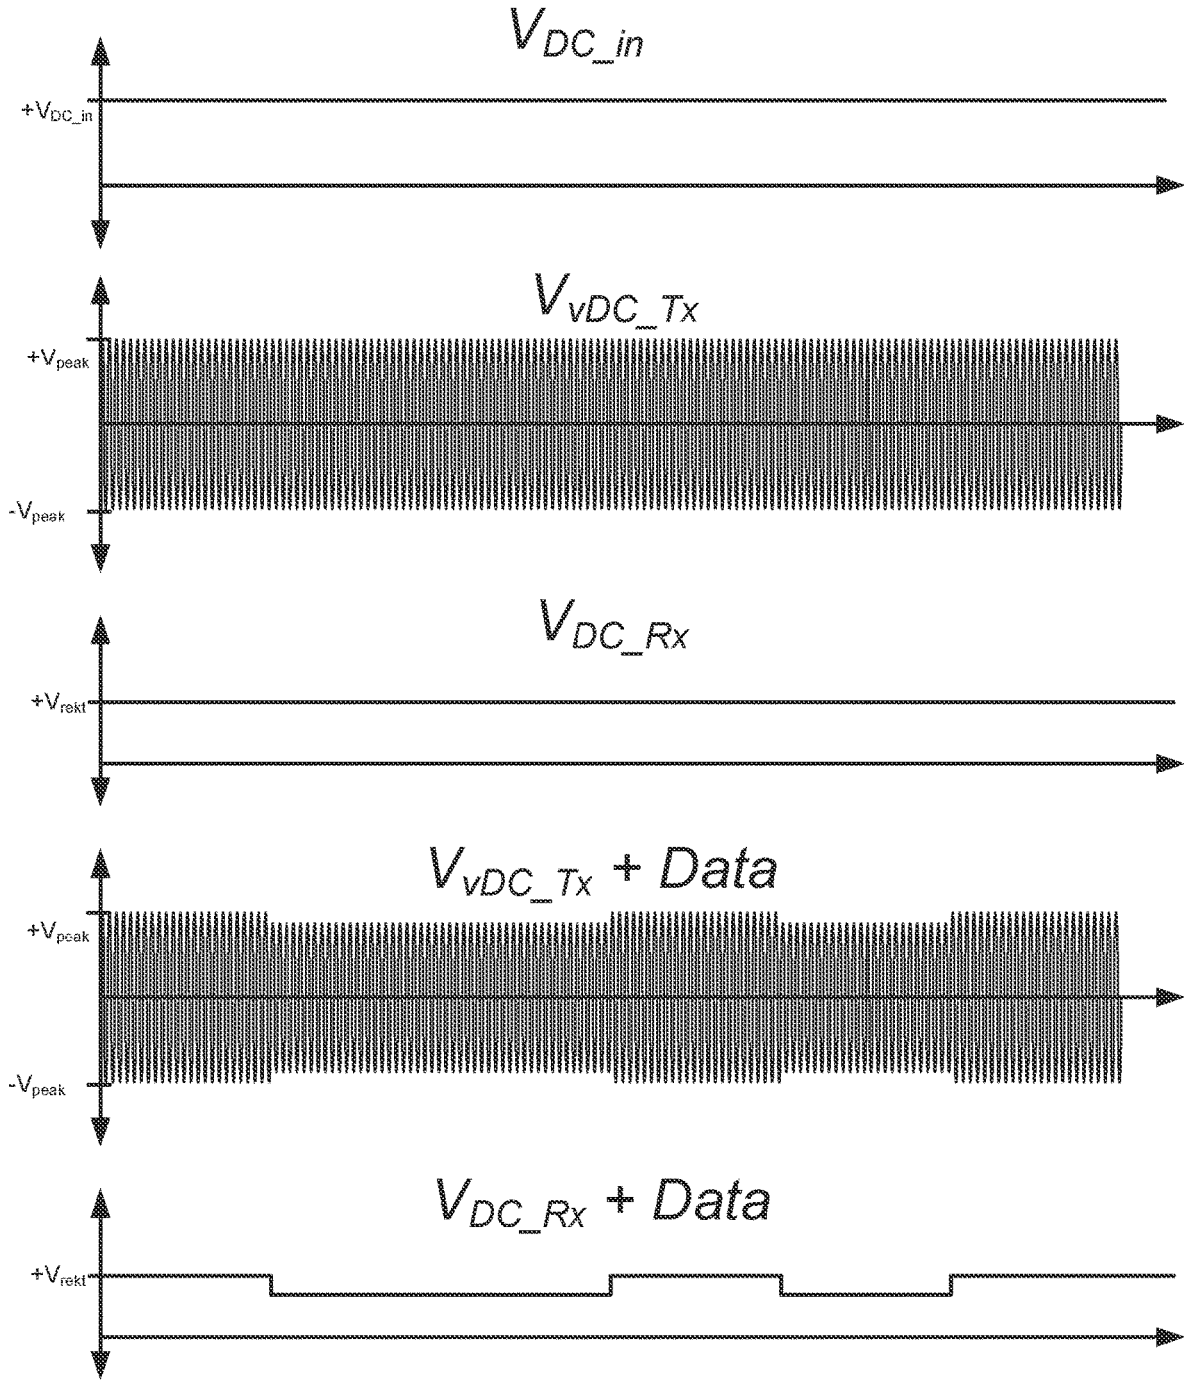 V_DC_in
+V_DC_in
V_vDC_Tx
+V_peak
-V_peak
V_DC_Rx
+V_rekt
V_vDC_Tx + Data
+V_peak
-V_peak
V_DC_Rx + Data
+V_rekt